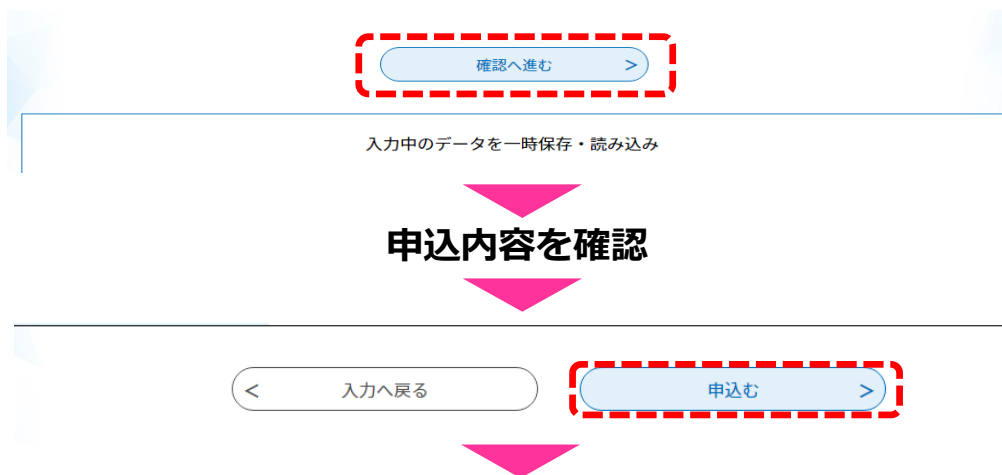 確認へ進む >
入力中のデータを一時保存・読み込み
申込内容を確認
< 入力へ戻る 申込む >